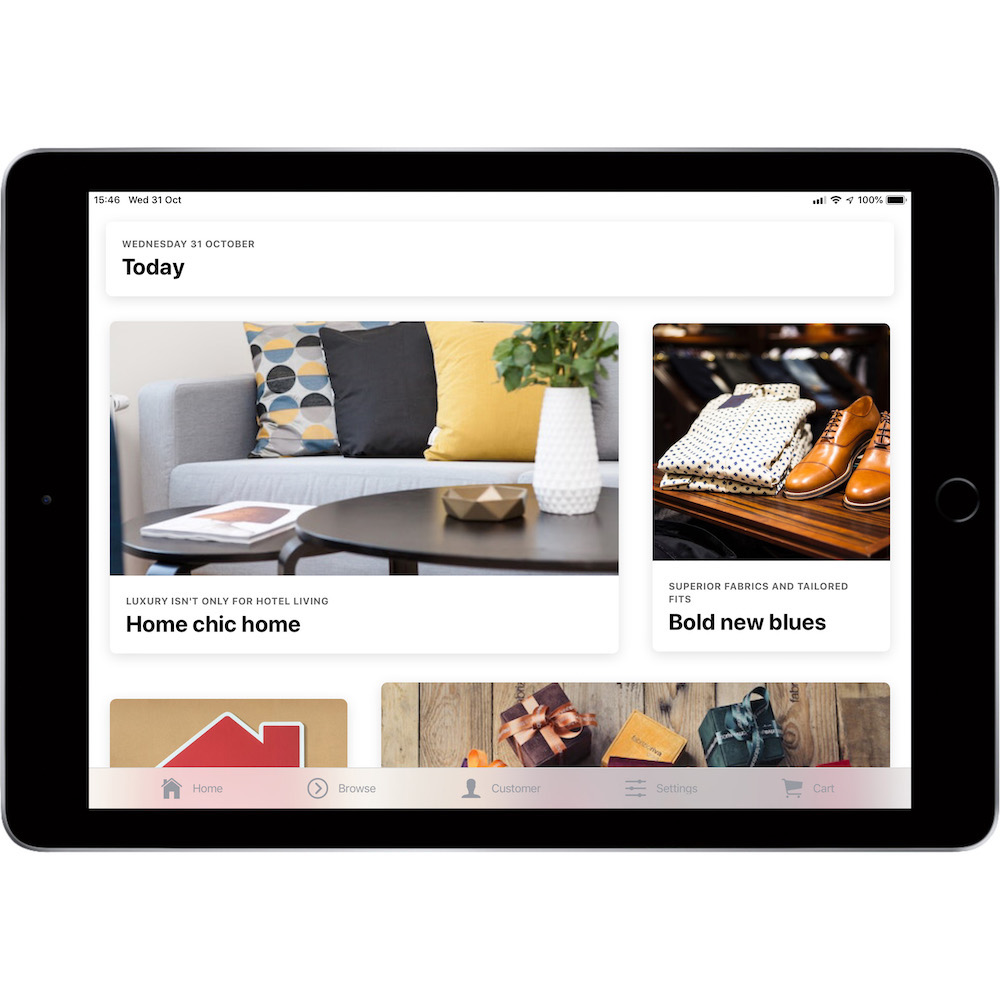 15:46 Wed 31 Oct
100%
WEDNESDAY 31 OCTOBER
Today
LUXURY ISN'T ONLY FOR HOTEL LIVING
Home chic home
SUPERIOR FABRICS AND TAILORED
FITS
Bold new blues
Home
Browse
Customer
Settings
Cart